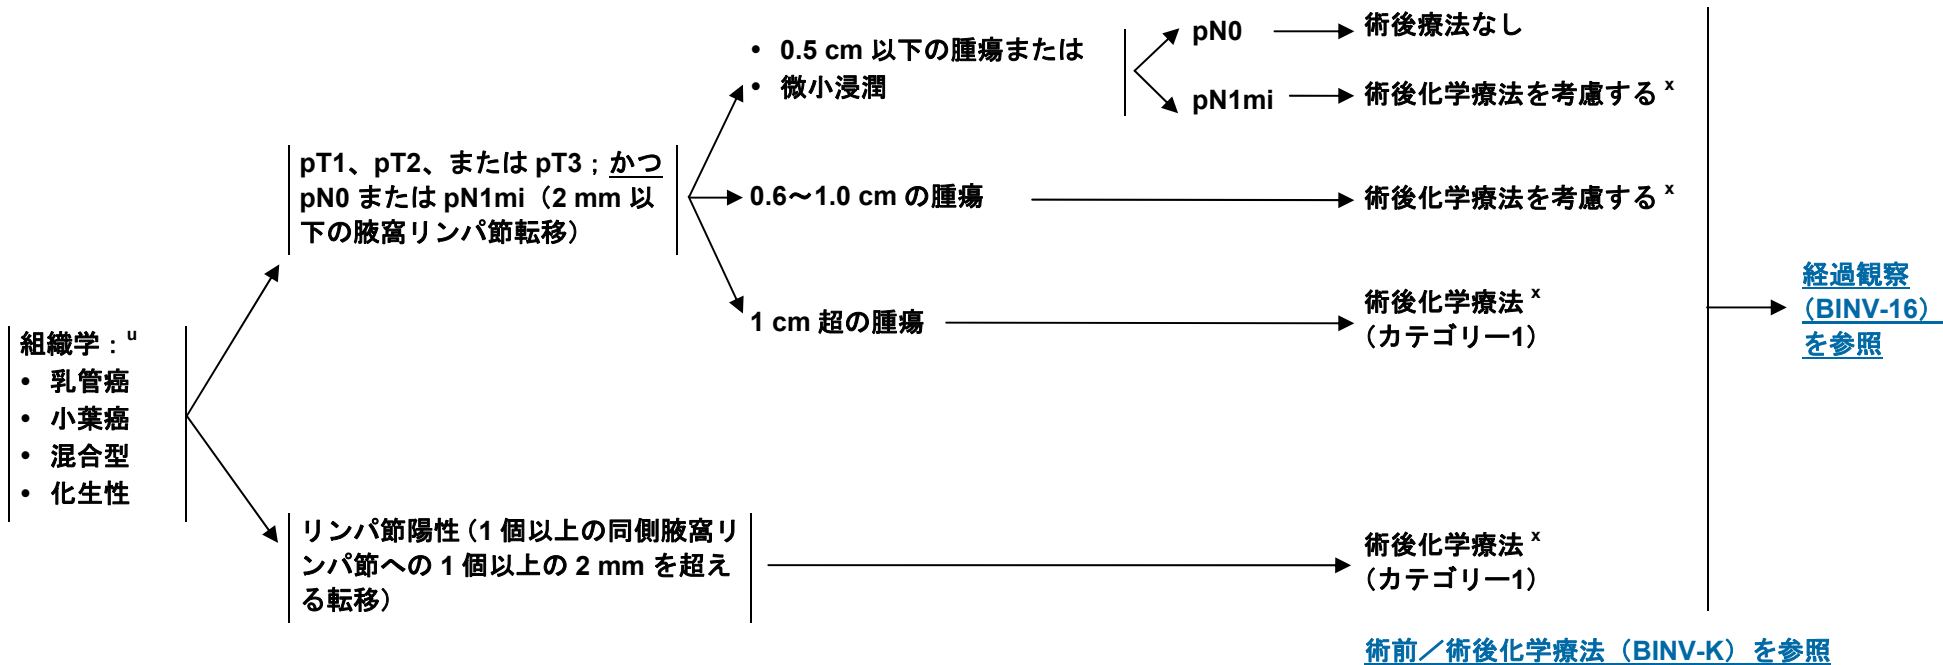 組織学：u
• 乳管癌
• 小葉癌
• 混合型
• 化生性
pT1、pT2、または pT3；かつ
pN0 または pN1mi（2 mm 以
下の腋窩リンパ節転移）
• 0.5 cm 以下の腫瘍または
• 微小浸潤
pN0
術後療法なし
pN1mi
術後化学療法を考慮する x
0.6～1.0 cm の腫瘍
術後化学療法を考慮する x
1 cm 超の腫瘍
術後化学療法 x
（カテゴリー1）
リンパ節陽性（1 個以上の同側腋窩リ
ンパ節への 1 個以上の 2 mm を超え
る転移）
術後化学療法 x
（カテゴリー1）
経過観察
（BINV-16）
を参照
術前／術後化学療法（BINV-K）を参照